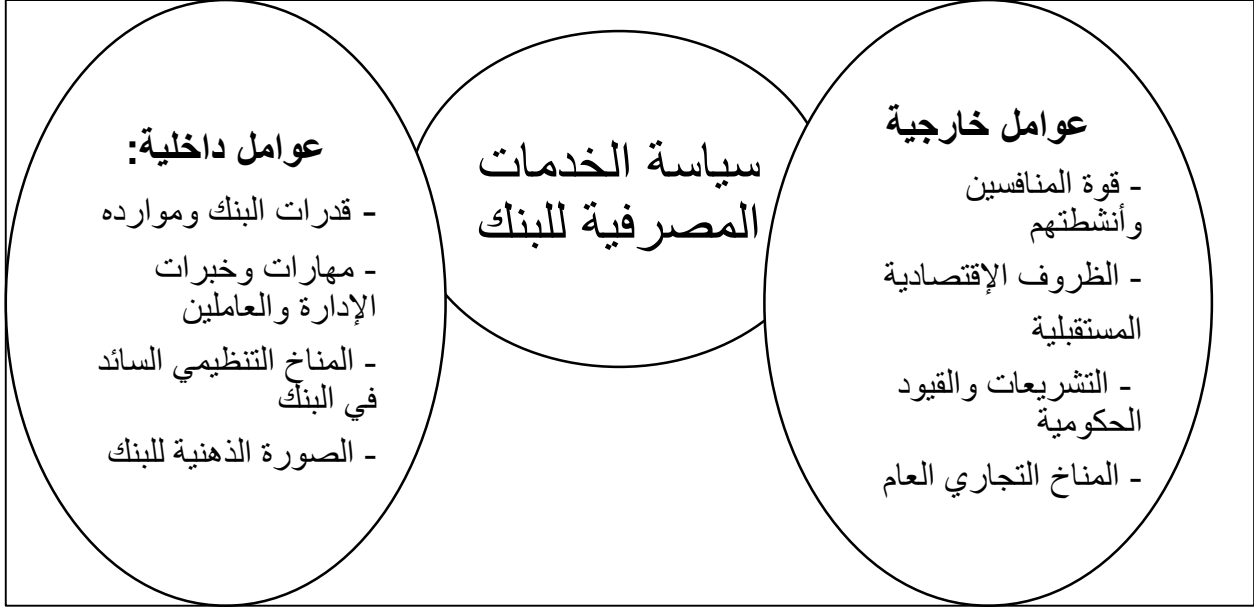 عوامل خارجية
- قوة المنافسين
وأنشطتهم
- الظروف الإقتصادية
المستقبلية
- التشريعات والقيود
الحكومية
- المناخ التجاري العام
سياسة الخدمات
المصرفية للبنك
عوامل داخلية:
- قدرات البنك وموارده
- مهارات وخبرات
الإدارة والعاملين
- المناخ التنظيمي السائد
في البنك
- الصورة الذهنية للبنك